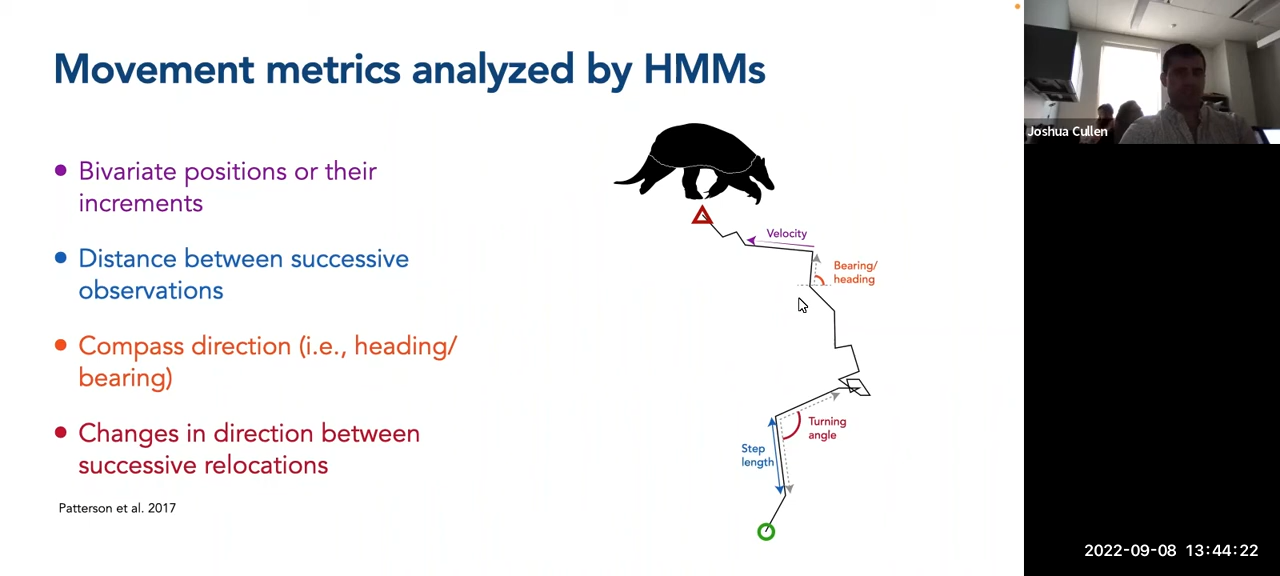 Movement metrics analyzed by HMMs
Bivariate positions or their
increments
Distance between successive
observations
Compass direction (i.e., heading/
bearing)
Changes in direction between
successive relocations
Patterson et al. 2017
Velocity
Bearing/
heading
Turning
angle
Step
length
Joshua Cullen
2022-09-08 13:44:22